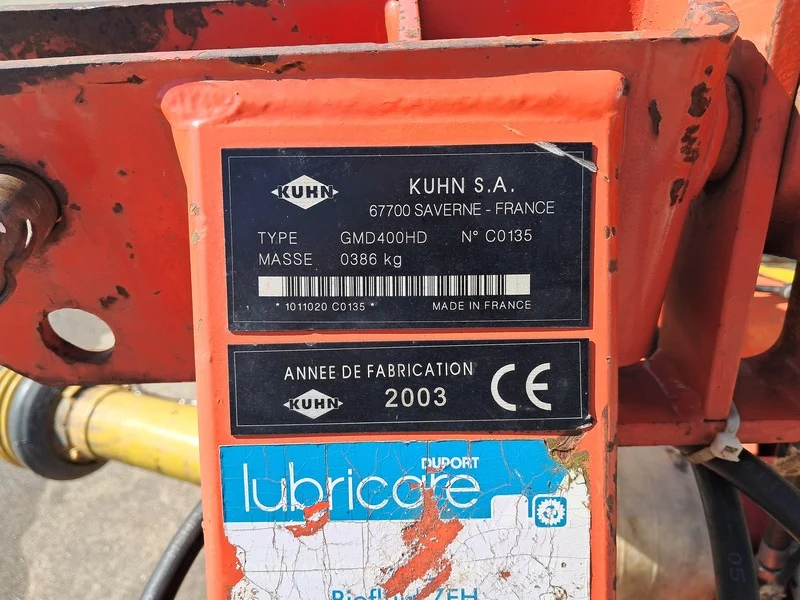 KUHN
KUHN S.A.
67700 SAVERNE - FRANCE
TYPE GMD400HD N° C0135
MASSE 0386 kg
* 1011020 C0135 * MADE IN FRANCE
ANNEE DE FABRICATION
KUHN 2003 CE
DUPORT
lubricare
05